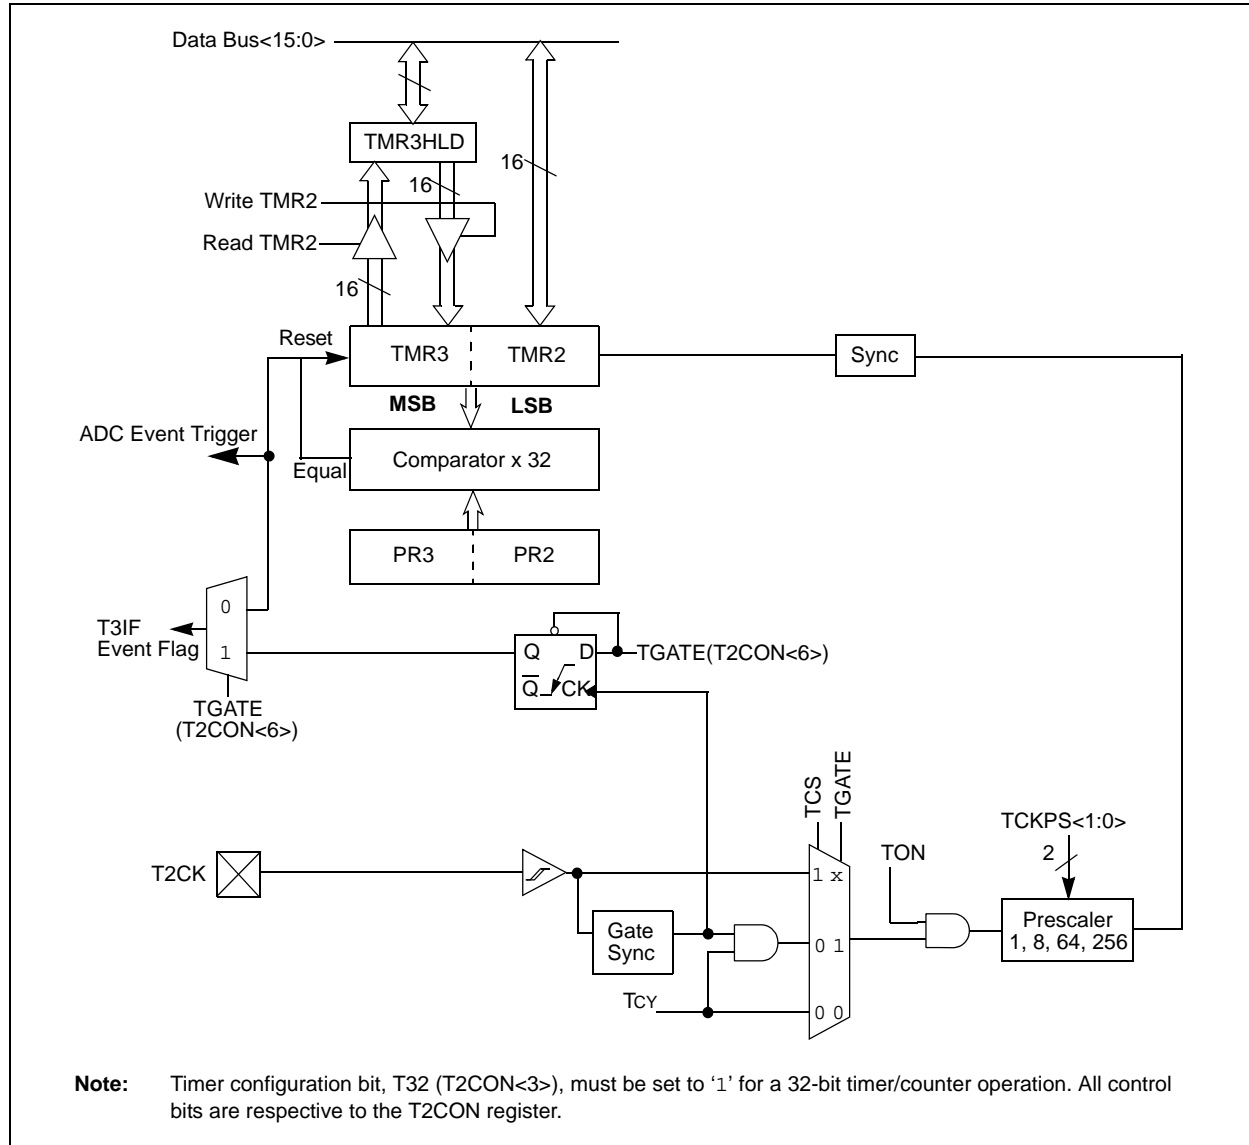 Data Bus<15:0>
TMR3HLD
16
16
Write TMR2
Read TMR2
16
Reset
TMR3
TMR2
Sync
MSB
LSB
ADC Event Trigger
Equal
Comparator x 32
PR3
PR2
0
T3IF
Event Flag
1
Q
D
TGATE(T2CON<6>)
Q
CK
TGATE
(T2CON<6>)
TCS
TGATE
TCKPS<1:0>
2
TON
T2CK
1 x
Gate
Sync
0 1
Prescaler
1, 8, 64, 256
TCY
0 0
Note: Timer configuration bit, T32 (T2CON<3>), must be set to ‘1’ for a 32-bit timer/counter operation. All control
bits are respective to the T2CON register.